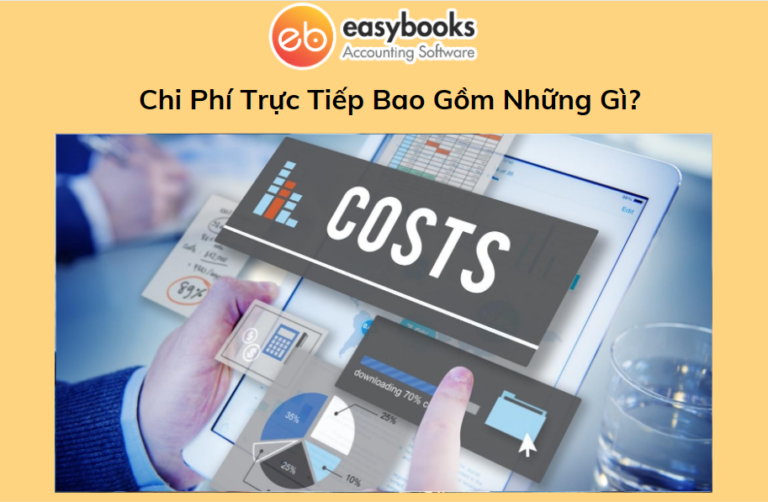 eb
easybooks
Accounting Software
Chi Phí Trực Tiếp Bao Gồm Những Gì?
COSTS
Edit
89%
downloading 70% c
35%
25%
25%
10%